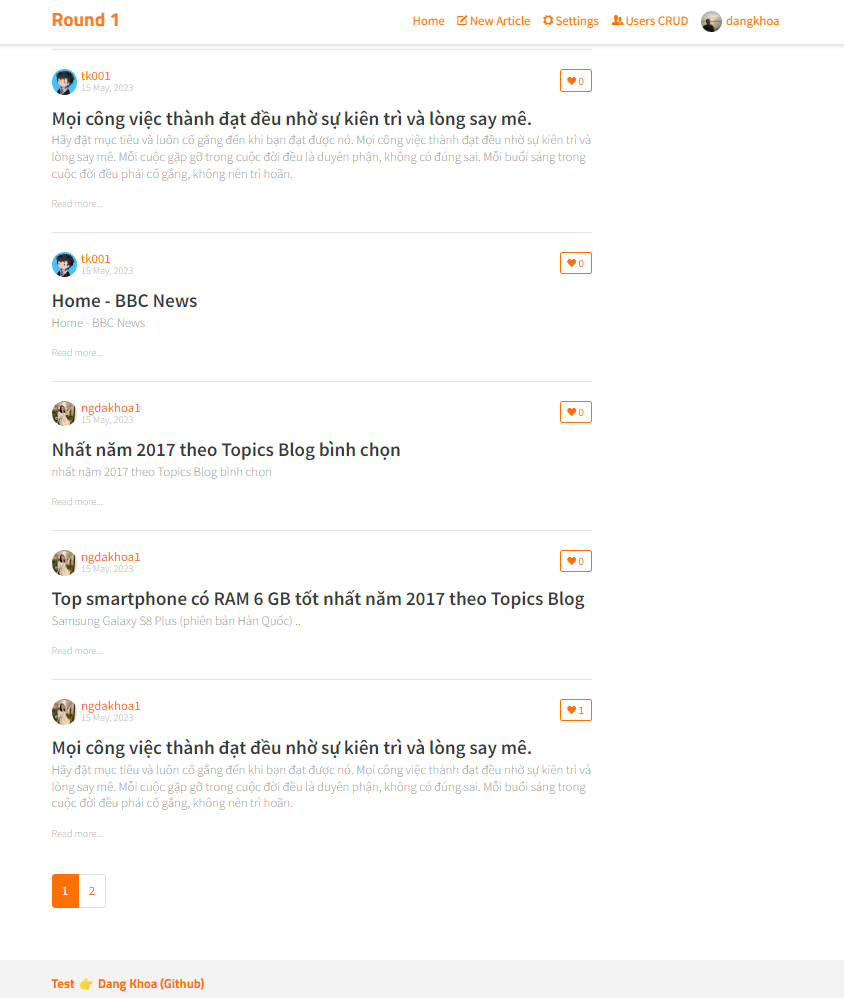 Round 1
Home New Article Settings Users CRUD dangkhoa
tk001
15 May, 2023
0
Mọi công việc thành đạt đều nhờ sự kiên trì và lòng say mê.
Hãy đặt mục tiêu và luôn cố gắng đến khi bạn đạt được nó. Mọi công việc thành đạt đều nhờ sự kiên trì và
lòng say mê. Mỗi cuộc gặp gỡ trong cuộc đời đều là duyên phận, không có đúng sai. Mỗi buổi sáng trong
cuộc đời đều phải cố gắng, không nên trì hoãn.
Read more...
tk001
15 May, 2023
0
Home - BBC News
Home - BBC News
Read more...
ngdakhoa1
15 May, 2023
0
Nhất năm 2017 theo Topics Blog bình chọn
nhất năm 2017 theo Topics Blog bình chọn
Read more...
ngdakhoa1
15 May, 2023
0
Top smartphone có RAM 6 GB tốt nhất năm 2017 theo Topics Blog
Samsung Galaxy S8 Plus (phiên bản Hàn Quốc) ..
Read more...
ngdakhoa1
15 May, 2023
1
Mọi công việc thành đạt đều nhờ sự kiên trì và lòng say mê.
Hãy đặt mục tiêu và luôn cố gắng đến khi bạn đạt được nó. Mọi công việc thành đạt đều nhờ sự kiên trì và
lòng say mê. Mỗi cuộc gặp gỡ trong cuộc đời đều là duyên phận, không có đúng sai. Mỗi buổi sáng trong
cuộc đời đều phải cố gắng, không nên trì hoãn.
Read more...
1 2
Test 👉 Dang Khoa (Github)